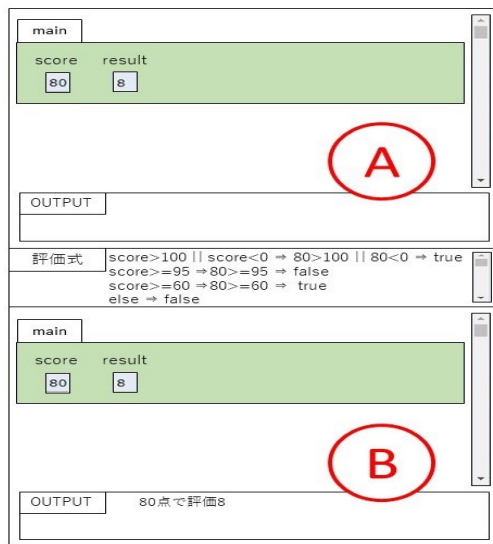 main
score result
80 8
A
OUTPUT
評価式 score>100 || score<0 ⇒ 80>100 || 80<0 ⇒ true
score>=95 ⇒80>=95 ⇒ false
score>=60 ⇒80>=60 ⇒ true
else ⇒ false
main
score result
80 8
B
OUTPUT 80点で評価8